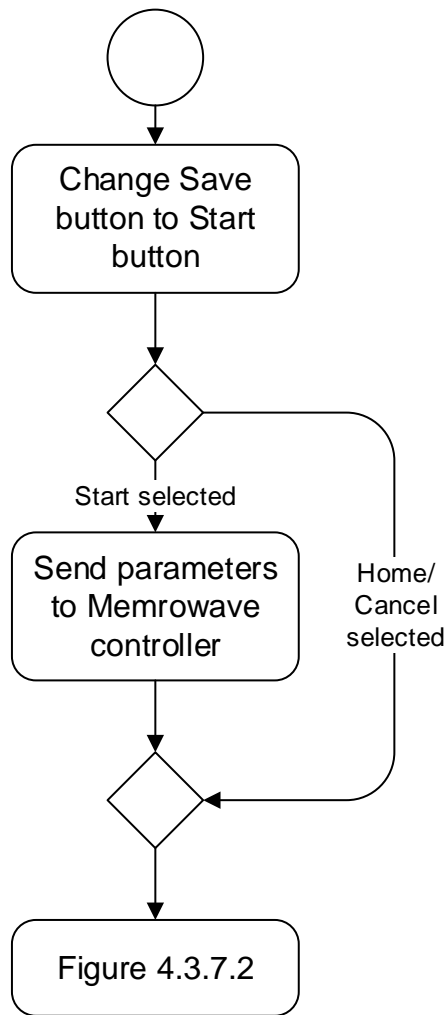 Change Save
button to Start
button
Start selected
Send parameters
to Memrowave
controller
Home/
Cancel
selected
Figure 4.3.7.2